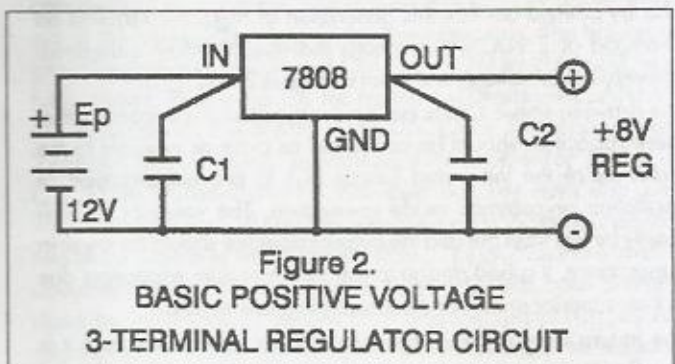 IN
7808
OUT
+ Ep
GND
C1
C2
+8V
REG
12V
+
-
Figure 2.
BASIC POSITIVE VOLTAGE
3-TERMINAL REGULATOR CIRCUIT